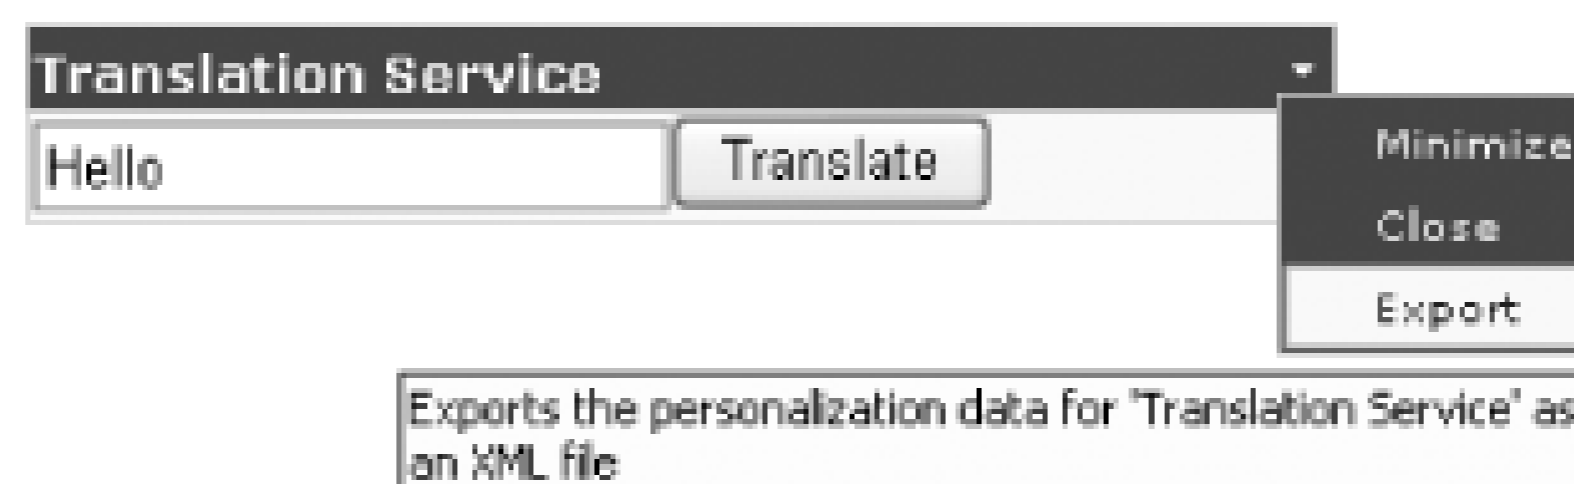 Translation Service
Hello
Translate
Minimize
Close
Export
Exports the personalization data for 'Translation Service' as
an XML file